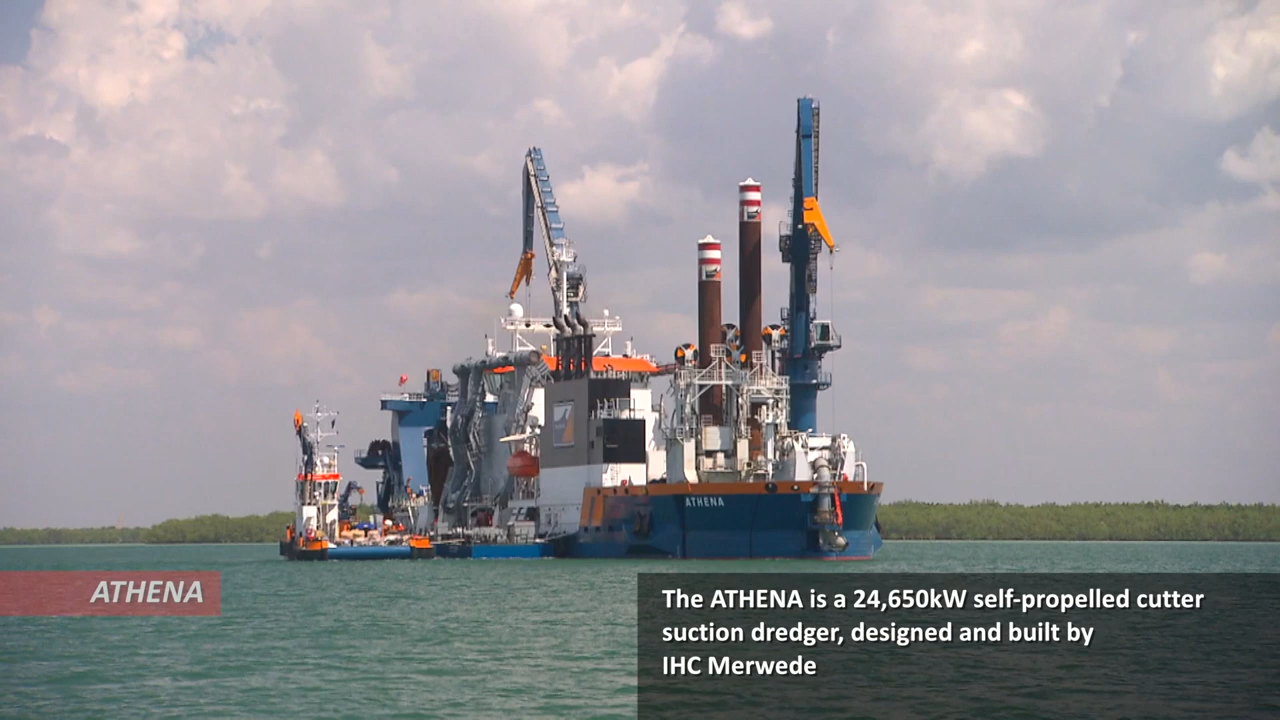 ATHENA
ATHENA
The ATHENA is a 24,650kW self-propelled cutter
suction dredger, designed and built by
IHC Merwede